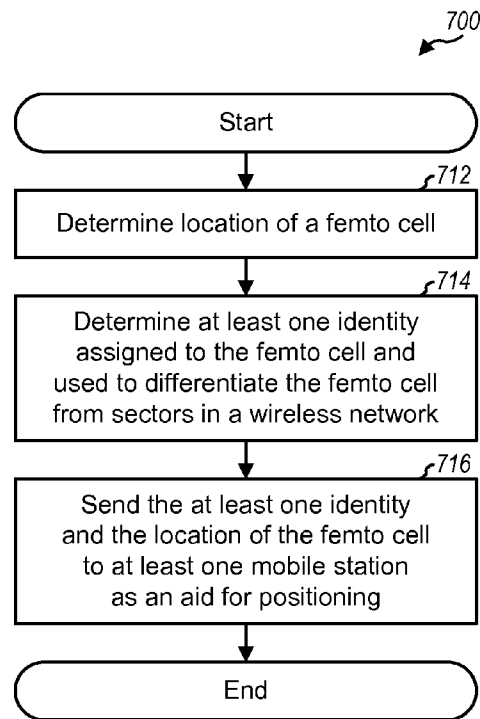 700
Start
712
Determine location of a femto cell
714
Determine at least one identity
assigned to the femto cell and
used to differentiate the femto cell
from sectors in a wireless network
716
Send the at least one identity
and the location of the femto cell
to at least one mobile station
as an aid for positioning
End